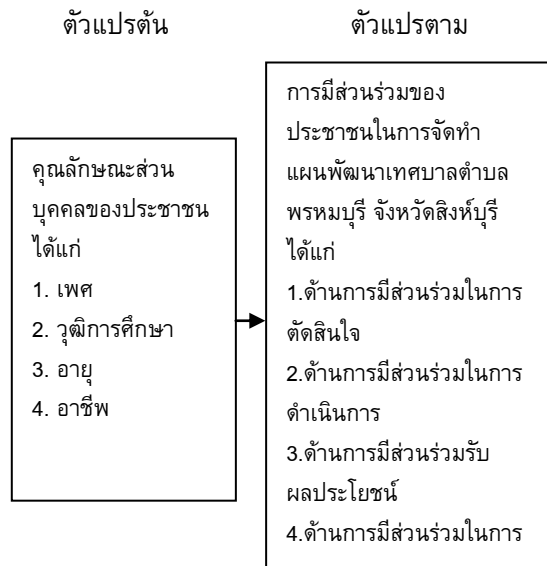 ตัวแปรต้น
ตัวแปรตาม
คุณลักษณะส่วน
บุคคลของประชาชน
ได้แก่
1. เพศ
2. วุฒิการศึกษา
3. อายุ
4. อาชีพ
การมีส่วนร่วมของ
ประชาชนในการจัดทำ
แผนพัฒนาเทศบาลตำบล
พรหมบุรี จังหวัดสิงห์บุรี
ได้แก่
1.ด้านการมีส่วนร่วมในการ
ตัดสินใจ
2.ด้านการมีส่วนร่วมในการ
ดำเนินการ
3.ด้านการมีส่วนร่วมรับ
ผลประโยชน์
4.ด้านการมีส่วนร่วมในการ